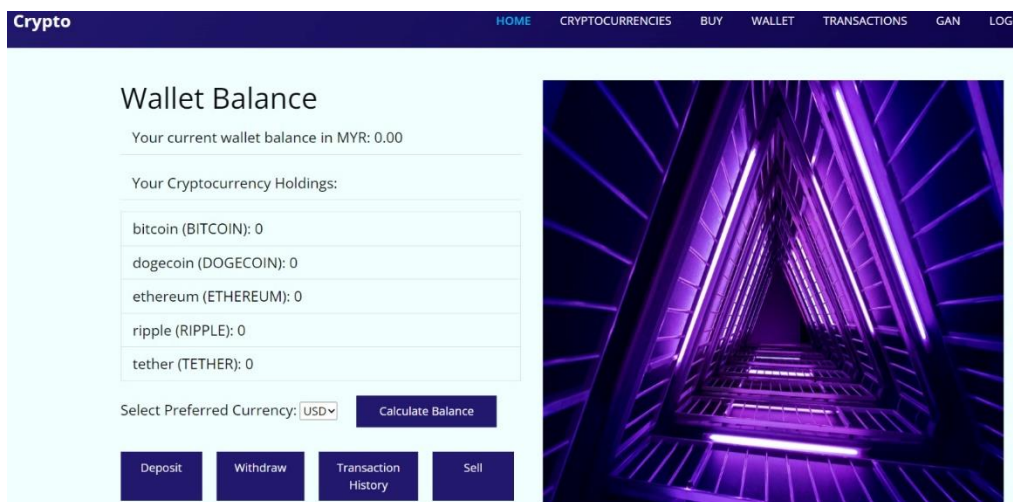 Crypto
HOME CRYPTOCURRENCIES BUY WALLET TRANSACTIONS GAN LOG
Wallet Balance
Your current wallet balance in MYR: 0.00
Your Cryptocurrency Holdings:
bitcoin (BITCOIN): 0
dogecoin (DOGECOIN): 0
ethereum (ETHEREUM): 0
ripple (RIPPLE): 0
tether (TETHER): 0
Select Preferred Currency: USD Calculate Balance
Deposit Withdraw Transaction Sell
History